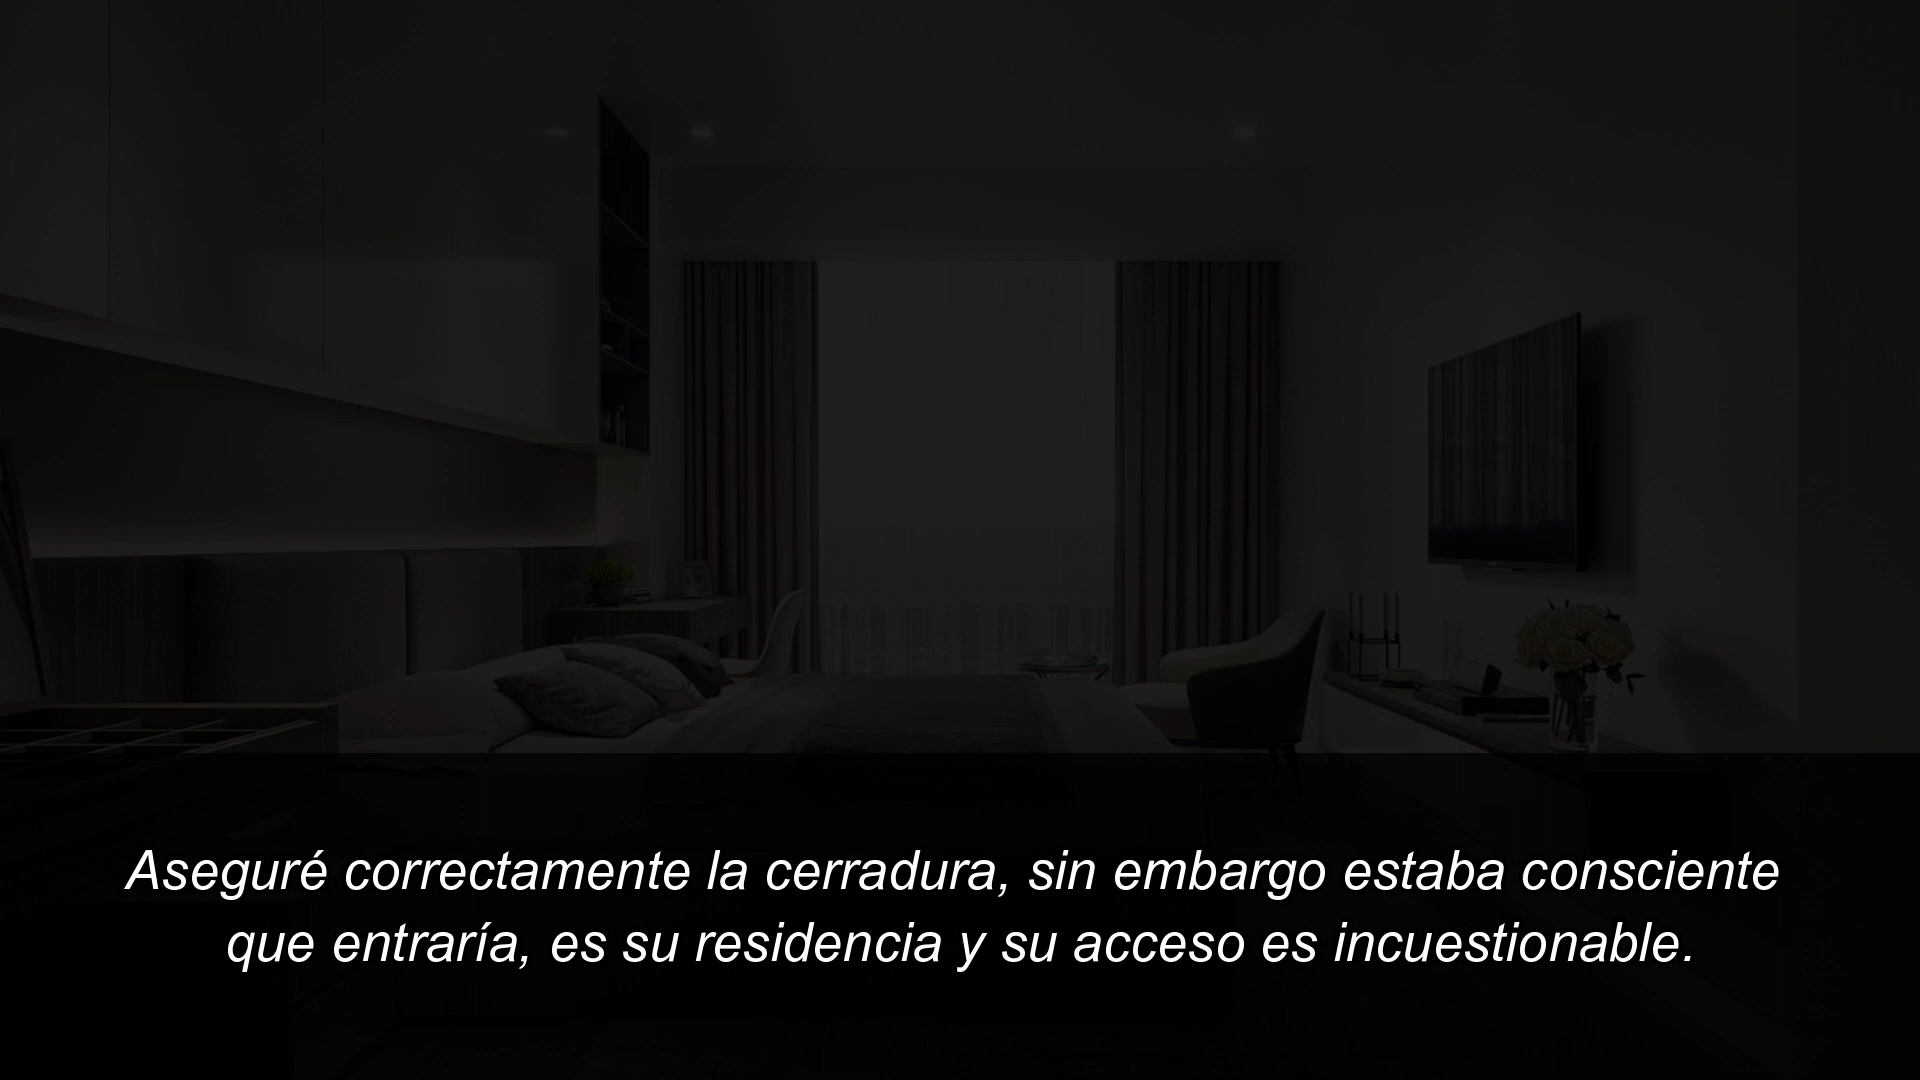 Aseguré correctamente la cerradura, sin embargo estaba consciente
que entraría, es su residencia y su acceso es incuestionable.